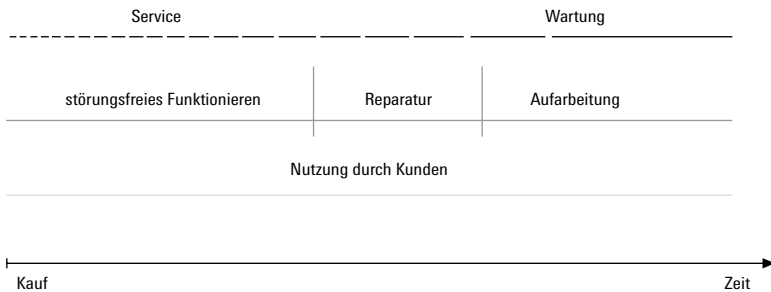 Service Wartung
störungsfreies Funktionieren Reparatur Aufarbeitung
Nutzung durch Kunden
Kauf Zeit